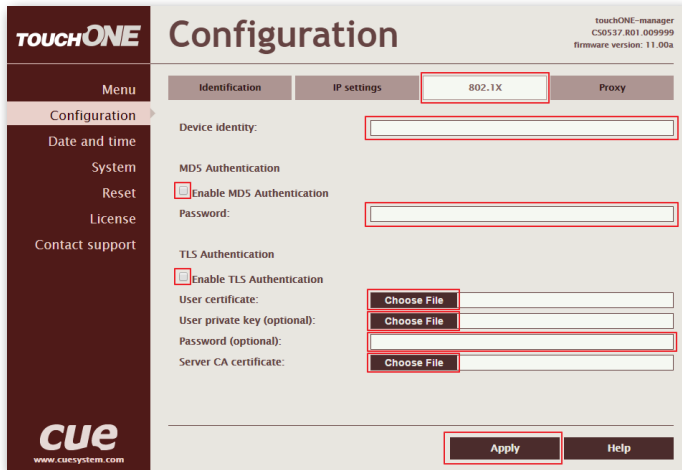 TOUCHONE
Configuration
touchONE-manager
CS0537.R01.009999
firmware version: 11.00a
Menu
Configuration
Date and time
System
Reset
License
Contact support
Identification
IP settings
802.1X
Proxy
Device identity:
MD5 Authentication
Enable MD5 Authentication
Password:
TLS Authentication
Enable TLS Authentication
User certificate:
Choose File
User private key (optional):
Choose File
Password (optional):
Server CA certificate:
Choose File
cue
www.cuesystem.com
Apply
Help